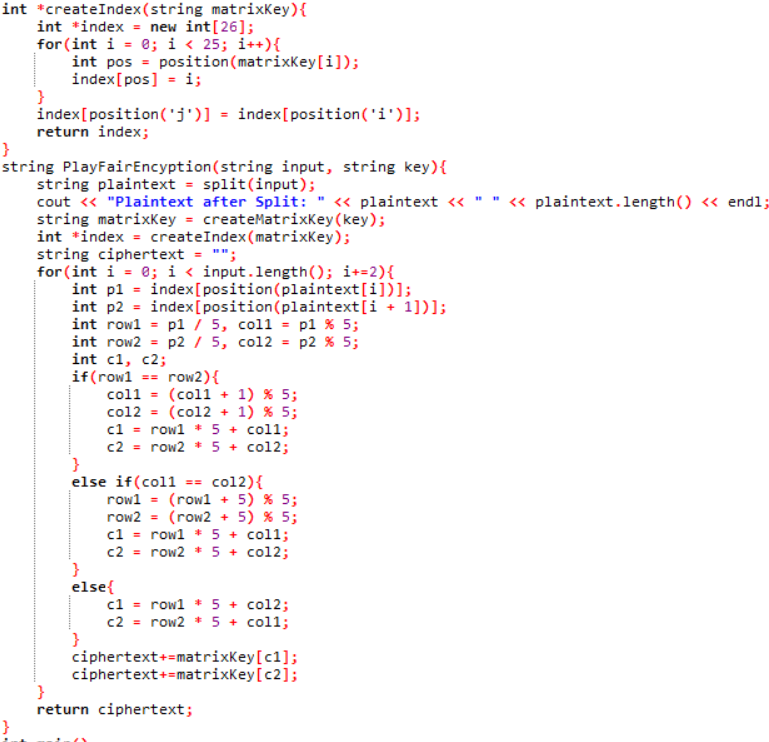 int *createIndex(string matrixKey){
    int *index = new int[26];
    for(int i = 0; i < 25; i++){
        int pos = position(matrixKey[i]);
        index[pos] = i;
    }
    index[position('j')] = index[position('i')];
    return index;
}
string PlayFairEncyption(string input, string key){
    string plaintext = split(input);
    cout << "Plaintext after Split: " << plaintext << " " << plaintext.length() << endl;
    string matrixKey = createMatrixKey(key);
    int *index = createIndex(matrixKey);
    string ciphertext = "";
    for(int i = 0; i < input.length(); i+=2){
        int p1 = index[position(plaintext[i])];
        int p2 = index[position(plaintext[i + 1])];
        int row1 = p1 / 5, col1 = p1 % 5;
        int row2 = p2 / 5, col2 = p2 % 5;
        int c1, c2;
        if(row1 == row2){
            col1 = (col1 + 1) % 5;
            col2 = (col2 + 1) % 5;
            c1 = row1 * 5 + col1;
            c2 = row2 * 5 + col2;
        }
        else if(col1 == col2){
            row1 = (row1 + 5) % 5;
            row2 = (row2 + 5) % 5;
            c1 = row1 * 5 + col1;
            c2 = row2 * 5 + col2;
        }
        else{
            c1 = row1 * 5 + col2;
            c2 = row2 * 5 + col1;
        }
        ciphertext+=matrixKey[c1];
        ciphertext+=matrixKey[c2];
    }
    return ciphertext;
}